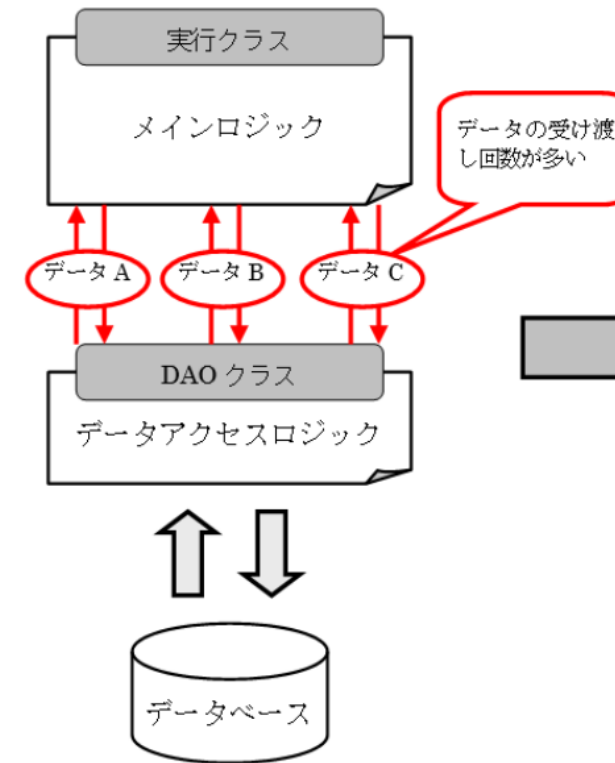 実行クラス
メインロジック
データの受け渡
し回数が多い
データ A
データ B
データ C
DAO クラス
データアクセスロジック
データベース